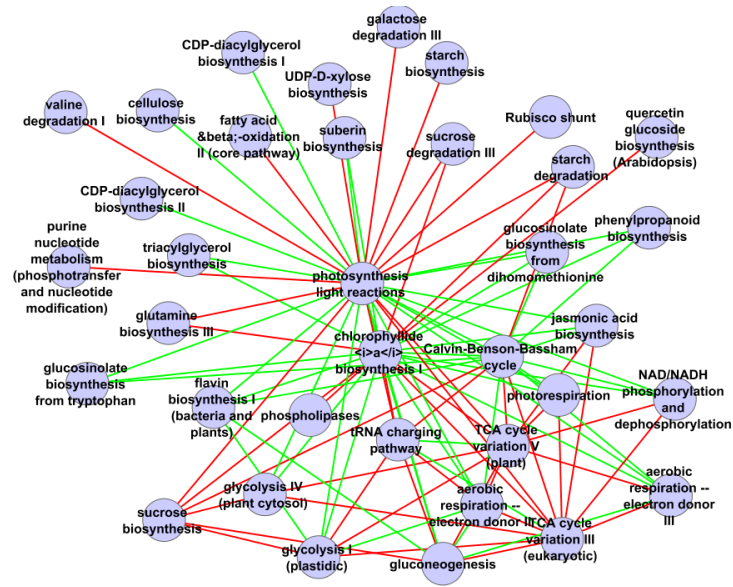 galactose
degradation III
CDP-diacylglycerol
biosynthesis I
starch
biosynthesis
UDP-D-xylose
biosynthesis
valine
degradation I
cellulose
biosynthesis
fatty acid
&beta;-oxidation
II (core pathway)
suberin
biosynthesis
sucrose
degradation III
Rubisco shunt
quercetin
glucoside
biosynthesis
(Arabidopsis)
starch
degradation
CDP-diacylglycerol
biosynthesis II
purine
nucleotide
metabolism
(phosphotransfer
and nucleotide
modification)
triacylglycerol
biosynthesis
glucosinolate
biosynthesis
from
dihomomethionine
phenylpropanoid
biosynthesis
photosynthesis
light reactions
glutamine
biosynthesis III
chlorophyllide
<i>a</i>
biosynthesis I
Calvin-Benson-Bassham
cycle
jasmonic acid
biosynthesis
glucosinolate
biosynthesis
from tryptophan
flavin
biosynthesis I
(bacteria and
plants)
phospholipases
photorespiration
NAD/NADH
phosphorylation
and
dephosphorylation
tRNA charging
pathway
TCA cycle
variation V
(plant)
glycolysis IV
(plant cytosol)
aerobic
respiration --
electron donor II
aerobic
respiration --
electron donor
III
sucrose
biosynthesis
TCA cycle
variation III
(eukaryotic)
glycolysis I
(plastidic)
gluconeogenesis